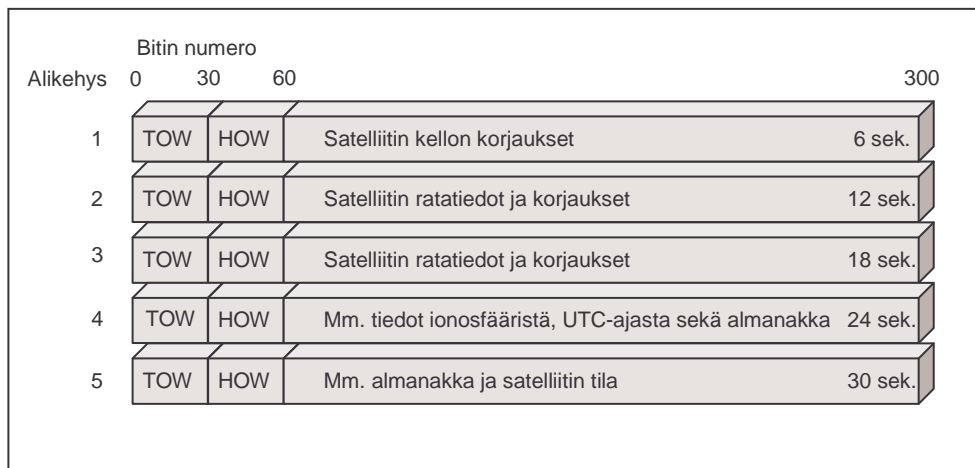 Bitin numero
Alikehys 0 30 60 300
1 TOW HOW Satelliitin kellon korjaukset 6 sek.
2 TOW HOW Satelliitin ratatiedot ja korjaukset 12 sek.
3 TOW HOW Satelliitin ratatiedot ja korjaukset 18 sek.
4 TOW HOW Mm. tiedot ionosfääristä, UTC-ajasta sekä almanakka 24 sek.
5 TOW HOW Mm. almanakka ja satelliitin tila 30 sek.